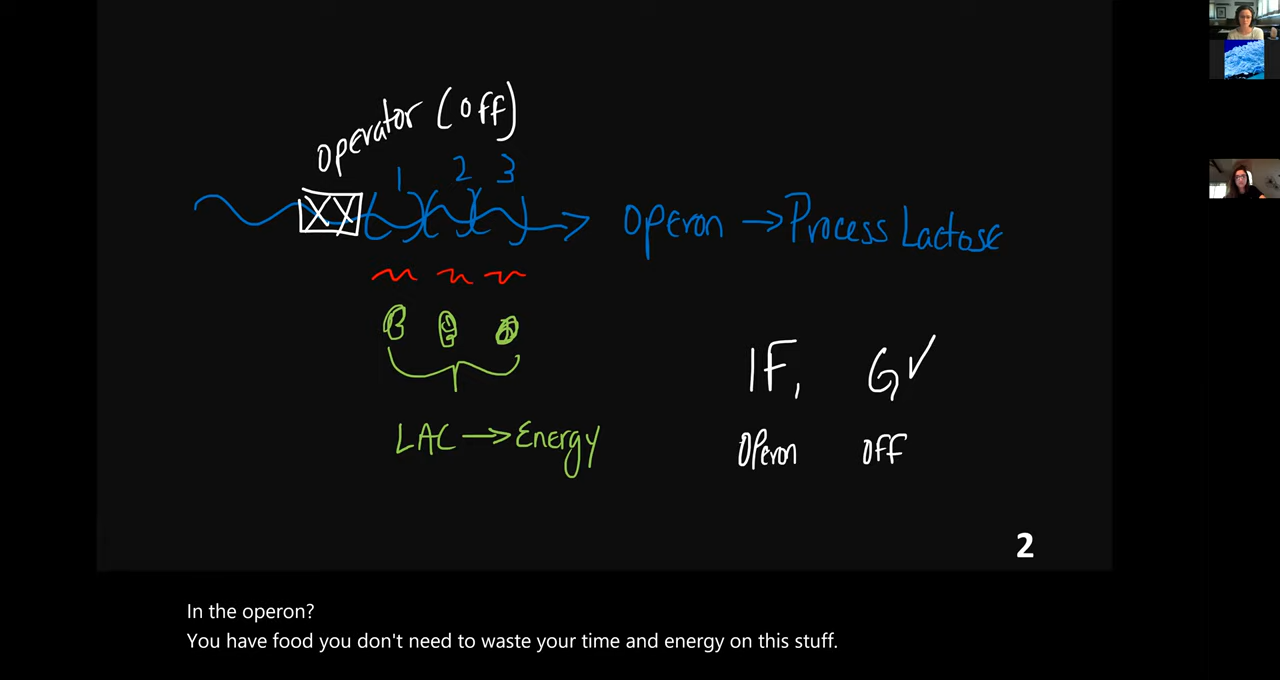 Operator (Off)
1 2 3
Operon → Process Lactose
IF, G✓
LAC → Energy
Operon Off
2
In the operon?
You have food you don't need to waste your time and energy on this stuff.